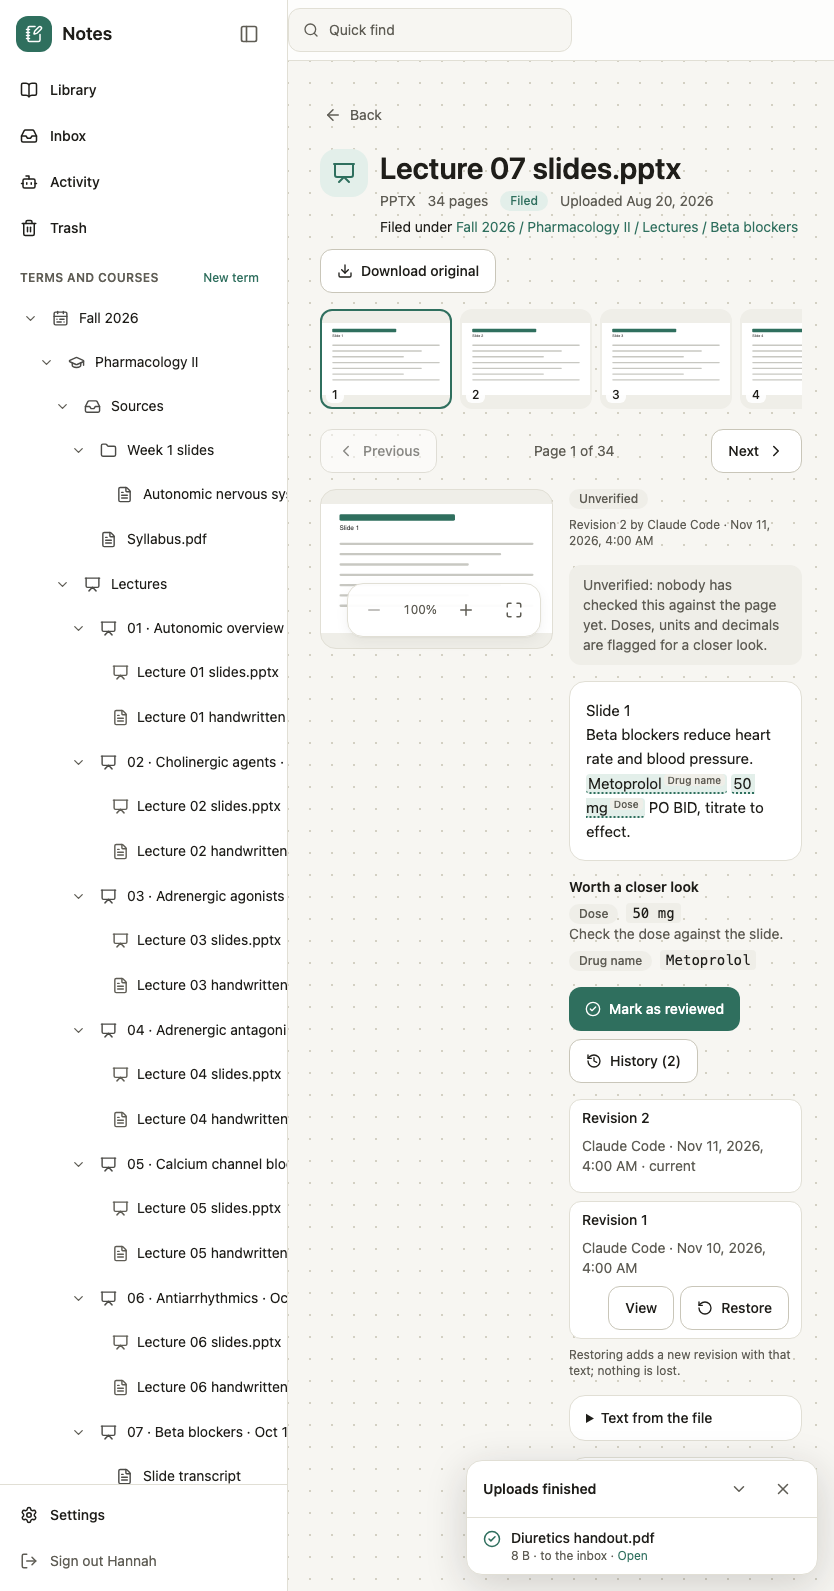 Notes
Library
Inbox
Activity
Trash
TERMS AND COURSES
New term
Fall 2026
Pharmacology II
Sources
Week 1 slides
Autonomic nervous sys
Syllabus.pdf
Lectures
01 · Autonomic overview
Lecture 01 slides.pptx
Lecture 01 handwritten
02 · Cholinergic agents ·
Lecture 02 slides.pptx
Lecture 02 handwritten
03 · Adrenergic agonists
Lecture 03 slides.pptx
Lecture 03 handwritten
04 · Adrenergic antagoni
Lecture 04 slides.pptx
Lecture 04 handwritten
05 · Calcium channel blo
Lecture 05 slides.pptx
Lecture 05 handwritten
06 · Antiarrhythmics · Oc
Lecture 06 slides.pptx
Lecture 06 handwritten
07 · Beta blockers · Oct 1
Slide transcript
Settings
Sign out Hannah
Quick find
Back
Lecture 07 slides.pptx
PPTX 34 pages Filed Uploaded Aug 20, 2026
Filed under Fall 2026 / Pharmacology II / Lectures / Beta blockers
Download original
Slide 1
1
Slide 2
2
Slide 3
3
Slide 4
4
Previous
Page 1 of 34
Next
Slide 1
100%
Unverified
Revision 2 by Claude Code · Nov 11,
2026, 4:00 AM
Unverified: nobody has
checked this against the page
yet. Doses, units and decimals
are flagged for a closer look.
Slide 1
Beta blockers reduce heart
rate and blood pressure.
Metoprolol Drug name 50
mg Dose PO BID, titrate to
effect.
Worth a closer look
Dose 50 mg
Check the dose against the slide.
Drug name Metoprolol
Mark as reviewed
History (2)
Revision 2
Claude Code · Nov 11, 2026,
4:00 AM · current
Revision 1
Claude Code · Nov 10, 2026,
4:00 AM
View
Restore
Restoring adds a new revision with that
text; nothing is lost.
Text from the file
Uploads finished
Diuretics handout.pdf
8 B · to the inbox · Open